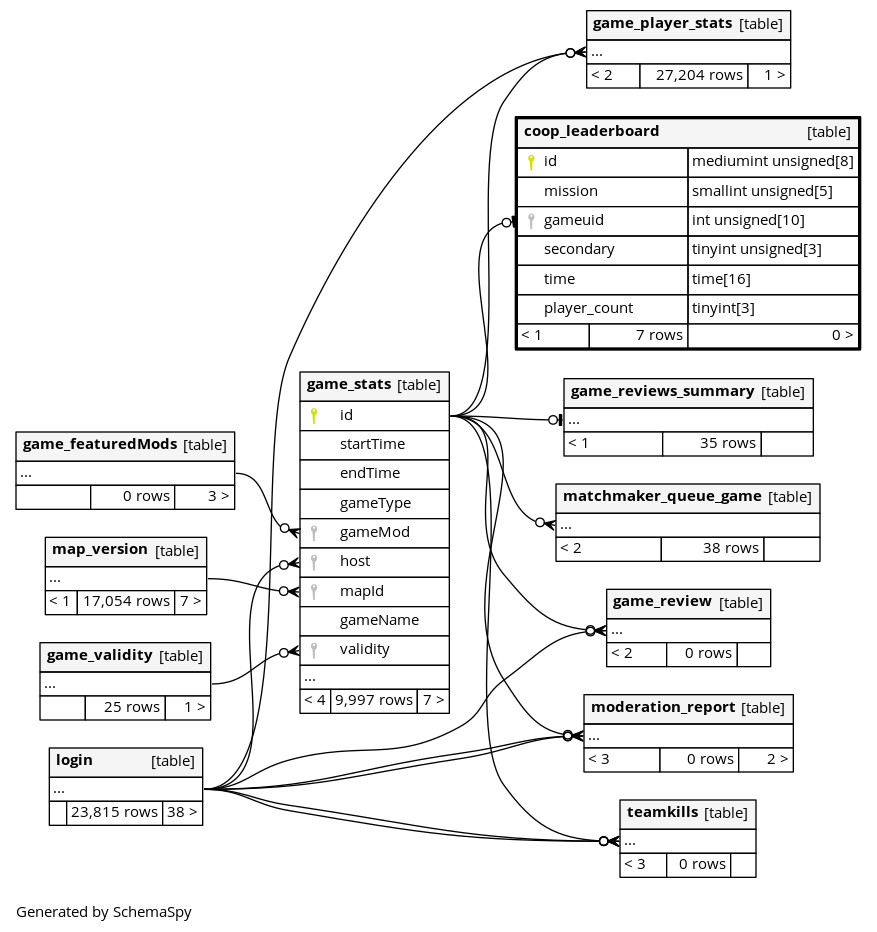 game_player_stats [table]
...
< 2 27,204 rows 1 >
coop_leaderboard [table]
id mediumint unsigned[8]
mission smallint unsigned[5]
gameuid int unsigned[10]
secondary tinyint unsigned[3]
time time[16]
player_count tinyint[3]
< 1 7 rows 0 >
game_stats [table]
id
startTime
endTime
gameType
gameMod
host
mapId
gameName
validity
...
< 4 9,997 rows 7 >
game_reviews_summary [table]
...
< 1 35 rows
game_featuredMods [table]
...
0 rows 3 >
matchmaker_queue_game [table]
...
< 2 38 rows
map_version [table]
...
< 1 17,054 rows 7 >
game_review [table]
...
< 2 0 rows
game_validity [table]
...
25 rows 1 >
moderation_report [table]
...
< 3 0 rows 2 >
login [table]
...
23,815 rows 38 >
teamkills [table]
...
< 3 0 rows
Generated by SchemaSpy